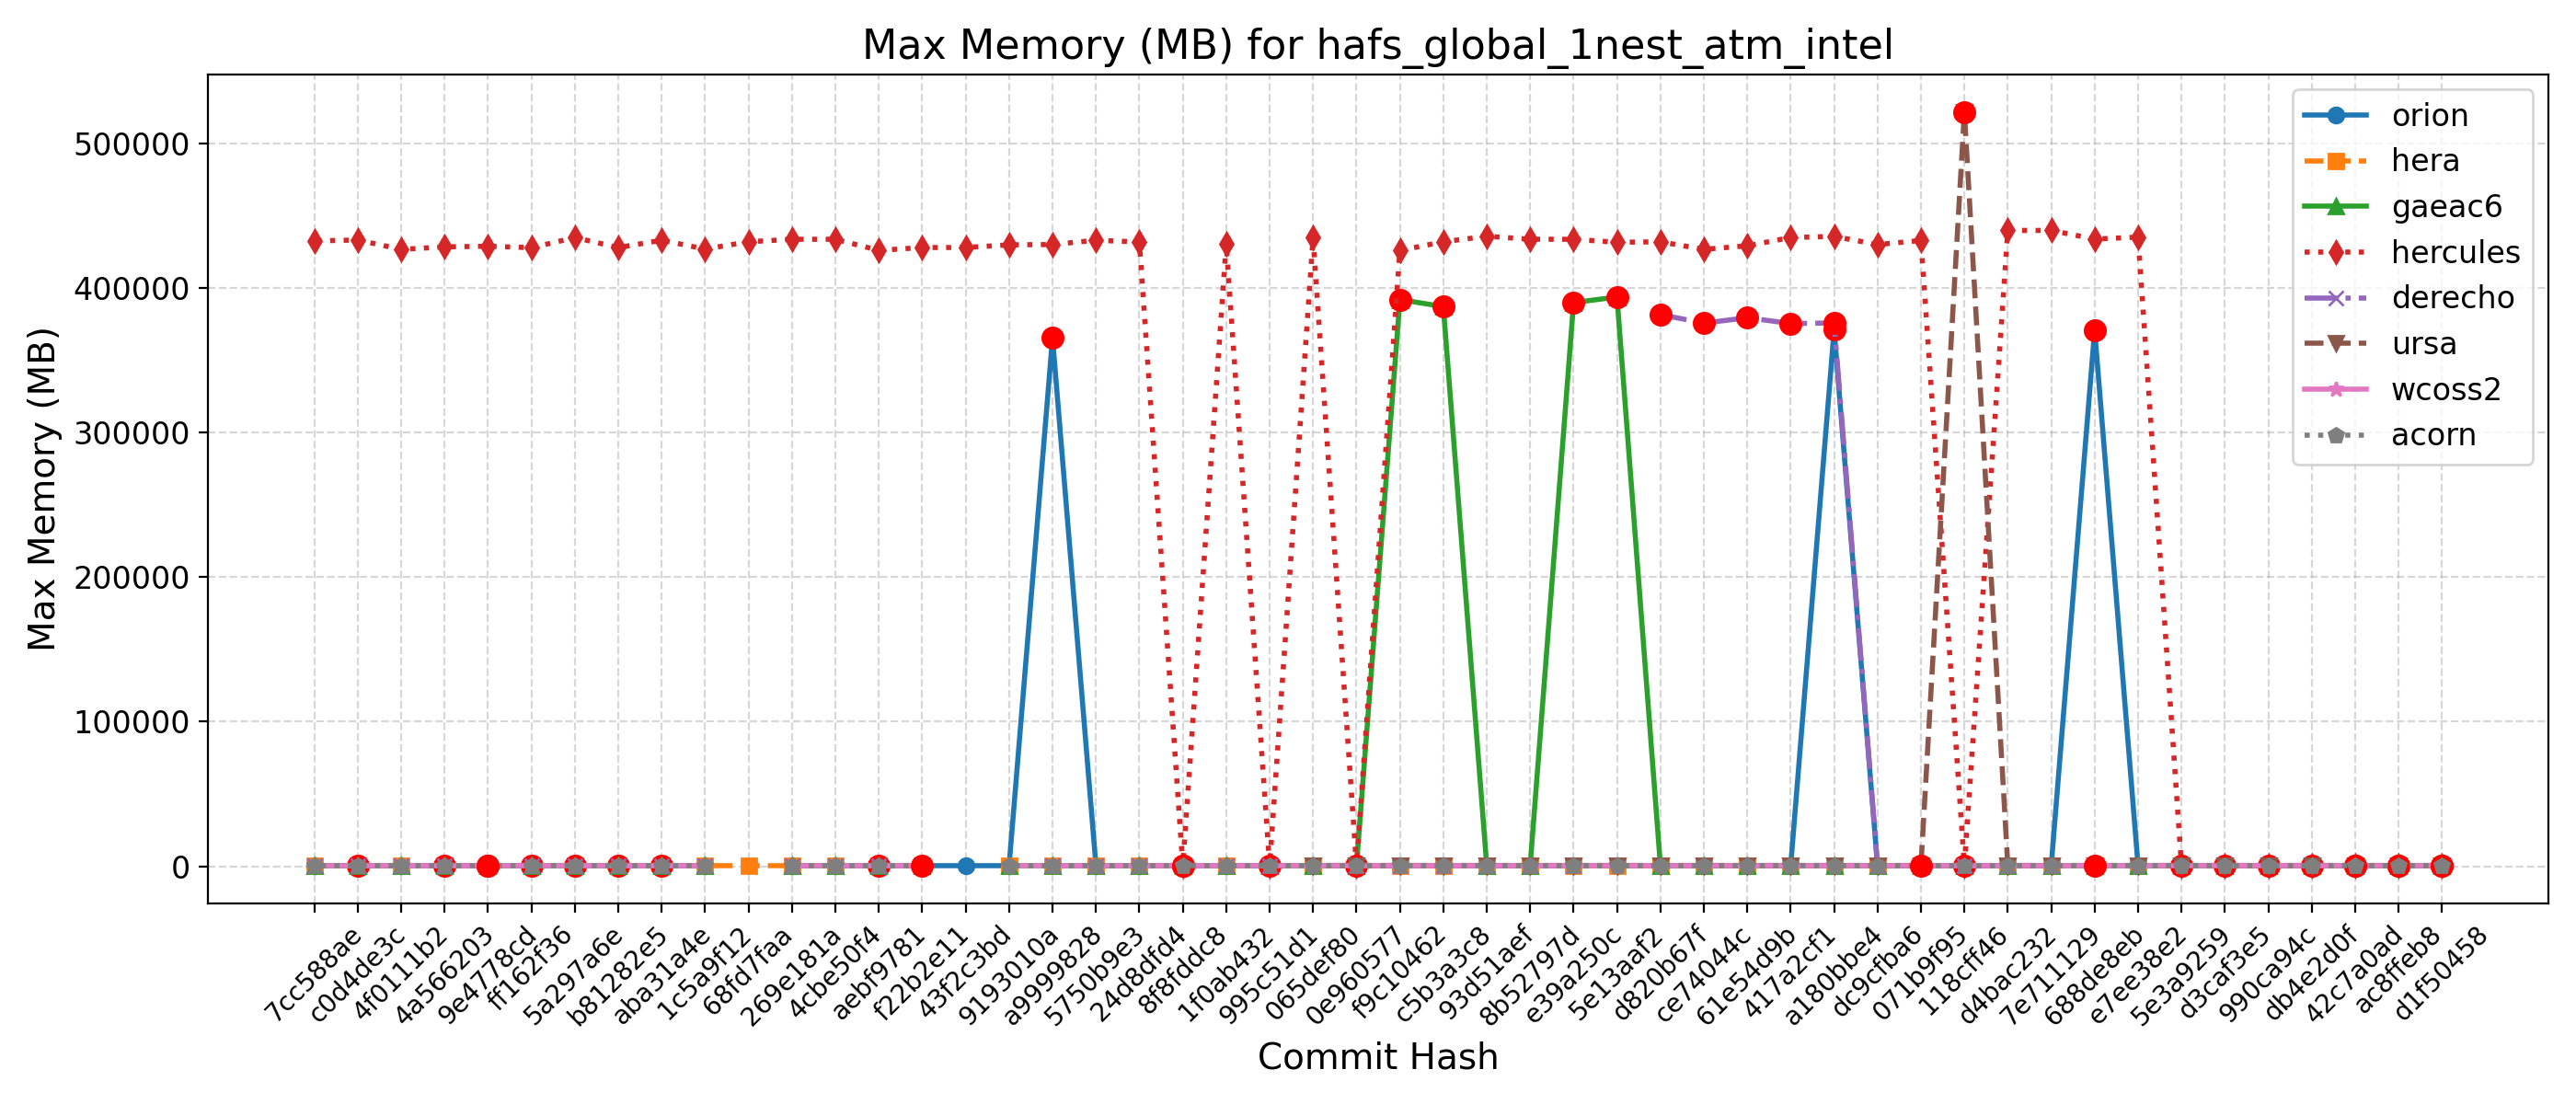 Max Memory (MB) for hafs_global_1nest_atm_intel
Max Memory (MB)
500000
400000
300000
200000
100000
0
orion
hera
gaeac6
hercules
derecho
ursa
wcoss2
acorn
7cc588ae
c0d4de3c
4f0111b2
4a566203
9e4778cd
ff162f36
5a297a6e
b81282e5
aba31a4e
1c5a9f12
68fd7faa
269e181a
4cbe50f4
aebf9781
f22b2e11
43f2c3bd
9193010a
a9999828
5750b9e3
24d8dfd4
8f8fddc8
1f0ab432
995c51d1
065def80
0e960577
f9c10462
c5b3a3c8
93d51aef
8b52797d
e39a250c
5e13aaf2
d820b67f
ce74044c
61e54d9b
417a2cf1
a180bbe4
dc9cfba6
071b9f95
118cff46
d4bac232
7e711129
688de8eb
e7ee38e2
5e3a9259
d3caf3e5
990ca94c
db4e2d0f
42c7a0ad
ac8ffeb8
d1f50458
Commit Hash